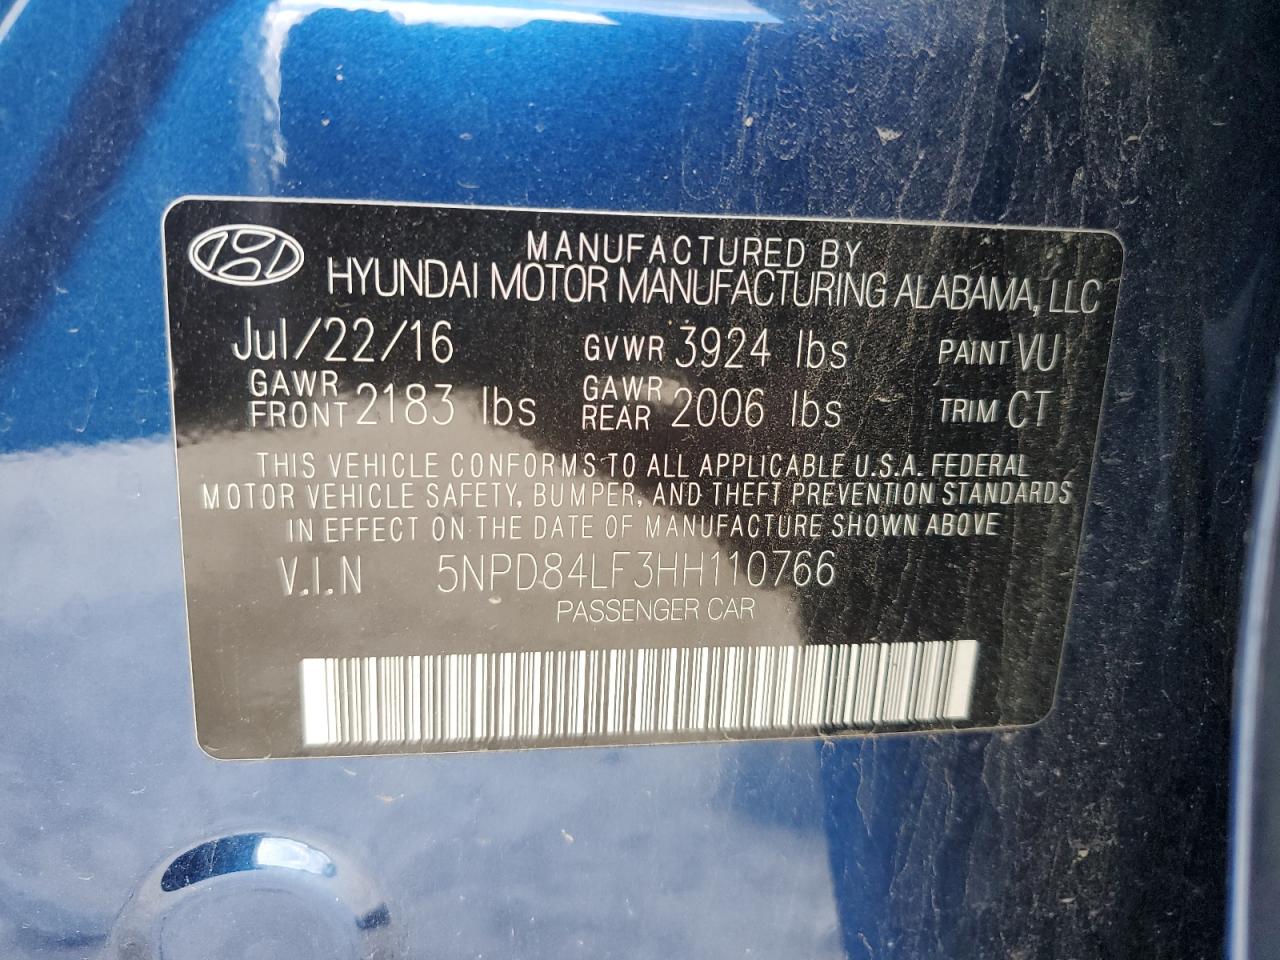 MANUFACTURED BY
HYUNDAI MOTOR MANUFACTURING ALABAMA, LLC
Jul/22/16 GVWR 3924 lbs PAINT VU
GAWR FRONT 2183 lbs GAWR REAR 2006 lbs TRIM CT
THIS VEHICLE CONFORMS TO ALL APPLICABLE U.S.A. FEDERAL
MOTOR VEHICLE SAFETY, BUMPER, AND THEFT PREVENTION STANDARDS
IN EFFECT ON THE DATE OF MANUFACTURE SHOWN ABOVE
V.I.N 5NPD84LF3HH110766
PASSENGER CAR